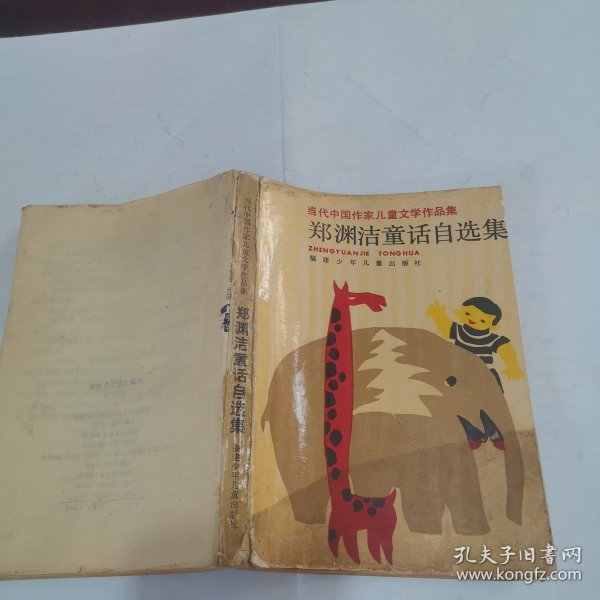 当代中国作家儿童文学作品集
郑渊洁童话自选集
ZHENGYUANJIE TONGHUA
福建少年儿童出版社
当代中国作家儿童文学作品集
郑渊洁童话自选集
福建少年儿童出版社
孔夫子旧书网
www.kongfz.com